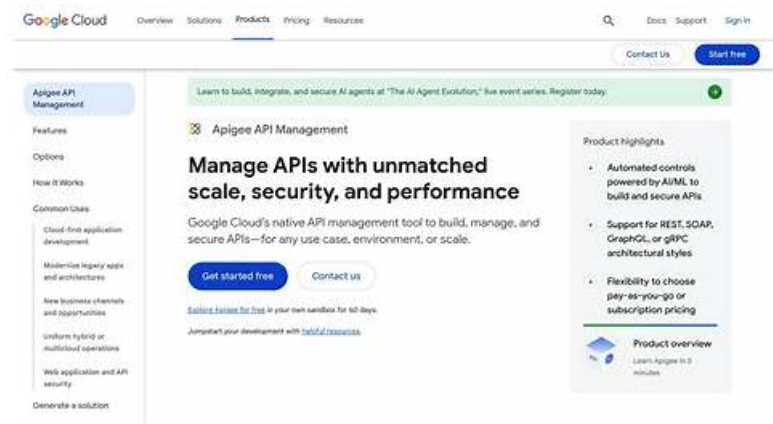 Google Cloud
Overview
Solutions
Products
Pricing
Resources
Docs
Support
Sign in
Contact Us
Start free
Apigee API
Management
Features
Options
How It Works
Common Uses
Cloud-first application
development
Modernize legacy apps
and architectures
New business channels
and opportunities
Uniform hybrid or
multicloud operations
Web application and API
security
Generate a solution
Learn to build, integrate, and secure AI agents at "The AI Agent Evolution," live event series. Register today.
Apigee API Management
Manage APIs with unmatched
scale, security, and performance
Google Cloud's native API management tool to build, manage, and
secure APIs—for any use case, environment, or scale.
Get started free
Contact us
Explore Apigee for free in your own sandbox for 60 days.
Jumpstart your development with helpful resources.
Product highlights
• Automated controls
powered by AI/ML to
build and secure APIs
• Support for REST, SOAP,
GraphQL, or gRPC
architectural styles
• Flexibility to choose
pay-as-you-go or
subscription pricing
Product overview
Learn Apigee in 5
minutes